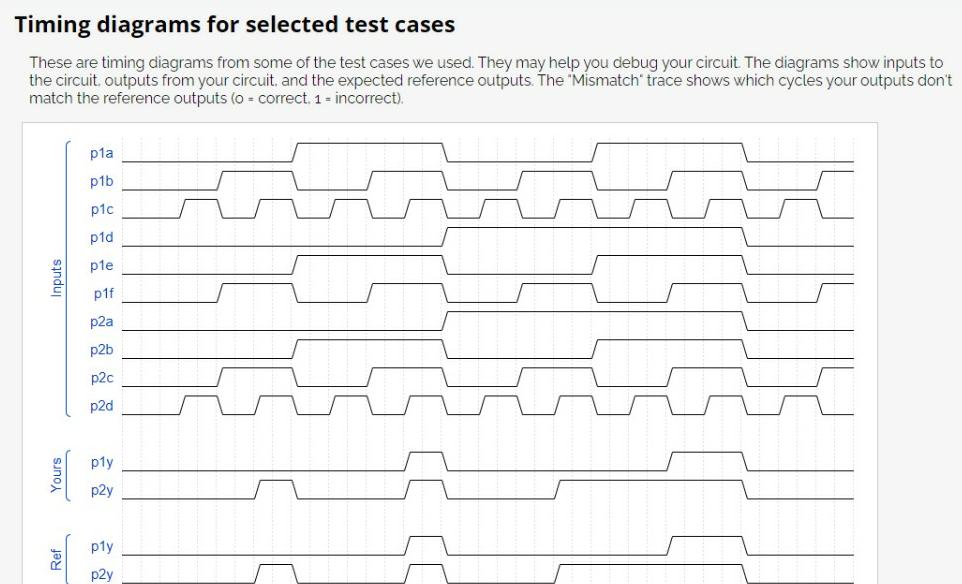 Timing diagrams for selected test cases
These are timing diagrams from some of the test cases we used. They may help you debug your circuit. The diagrams show inputs to
the circuit, outputs from your circuit, and the expected reference outputs. The "Mismatch" trace shows which cycles your outputs don't
match the reference outputs (0 = correct, 1 = incorrect).
Inputs
p1a
p1b
p1c
p1d
p1e
p1f
p2a
p2b
p2c
p2d
Yours
p1y
p2y
Ref
p1y
p2y